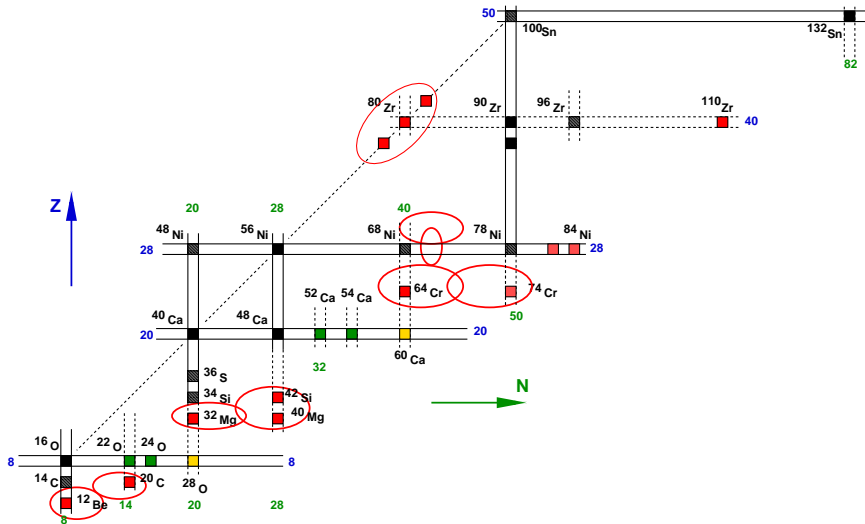 50
100Sn
132Sn
82
80Zr
90Zr
96Zr
110Zr
40
Z
20
28
40
48Ni
56Ni
68Ni
78Ni
84Ni
28
28
64Cr
74Cr
52Ca
54Ca
50
40Ca
48Ca
20
20
32
60Ca
36S
34Si
42Si
N
32Mg
40Mg
16O
22O
24O
8
8
14C
20C
28O
12Be
8
14
20
28